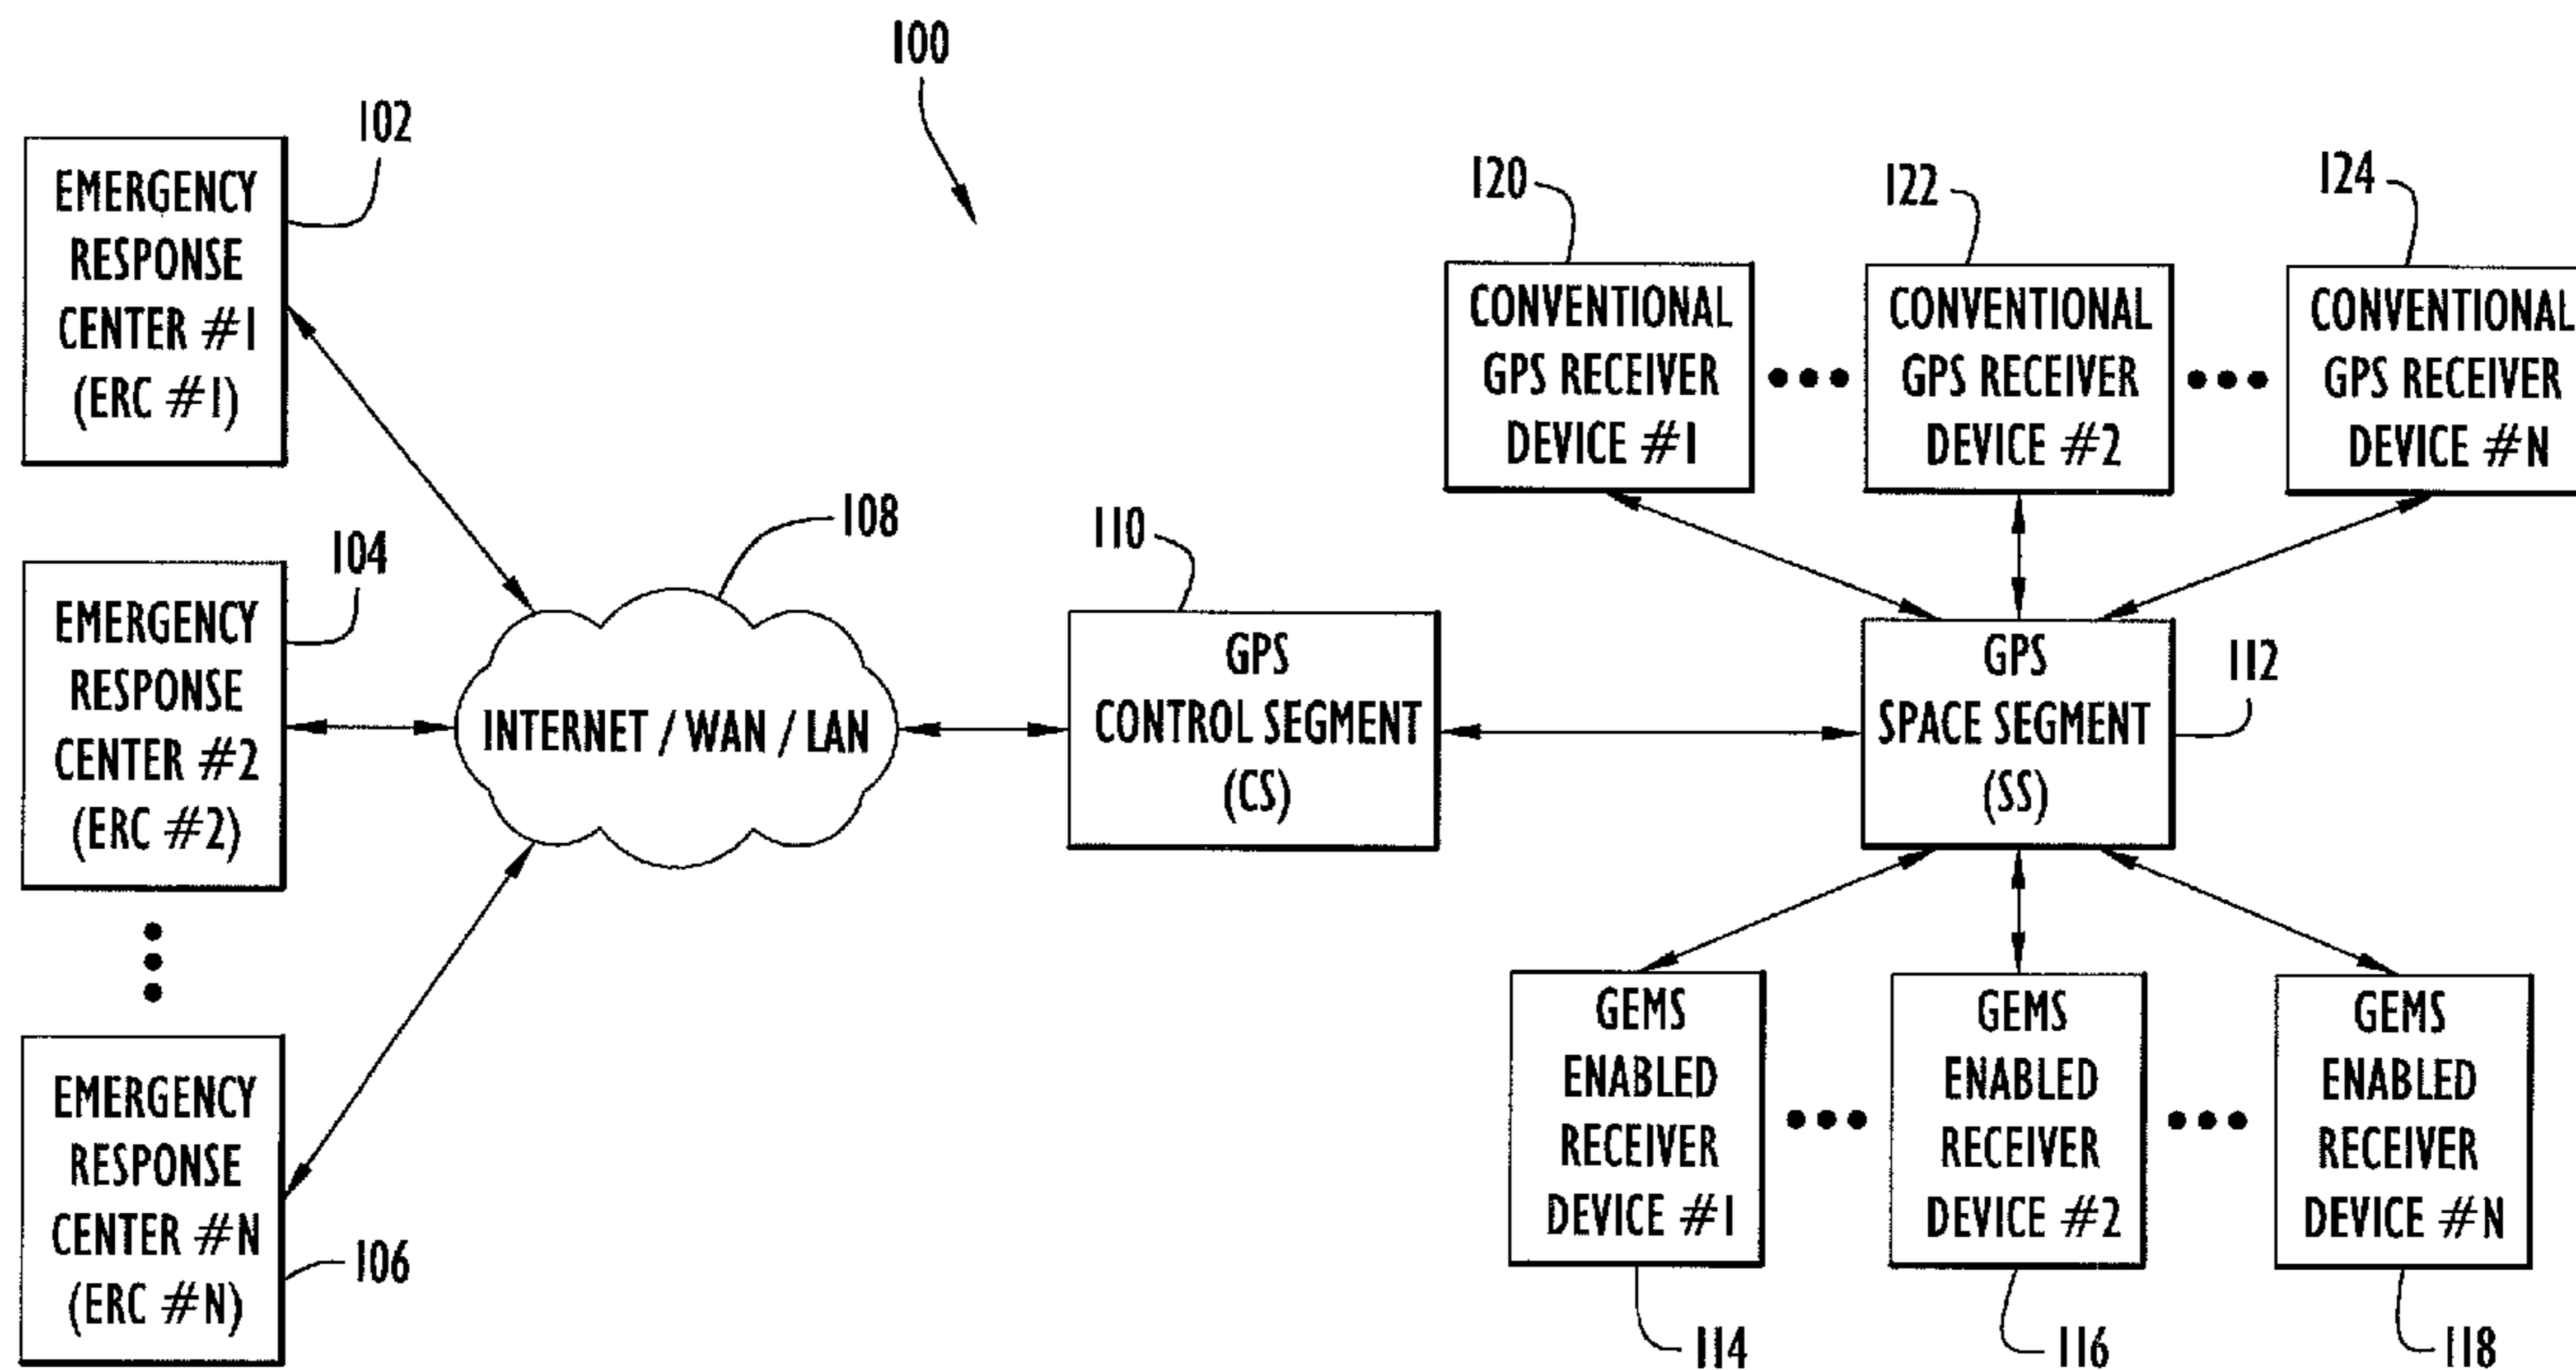 100
102
EMERGENCY
RESPONSE
CENTER #1
(ERC #1)
104
EMERGENCY
RESPONSE
CENTER #2
(ERC #2)
EMERGENCY
RESPONSE
CENTER #N
(ERC #N)
106
108
INTERNET / WAN / LAN
110
GPS
CONTROL SEGMENT
(CS)
120
CONVENTIONAL
GPS RECEIVER
DEVICE #1
122
CONVENTIONAL
GPS RECEIVER
DEVICE #2
124
CONVENTIONAL
GPS RECEIVER
DEVICE #N
GPS
SPACE SEGMENT
(SS)
112
GEMS
ENABLED
RECEIVER
DEVICE #1
114
GEMS
ENABLED
RECEIVER
DEVICE #2
116
GEMS
ENABLED
RECEIVER
DEVICE #N
118